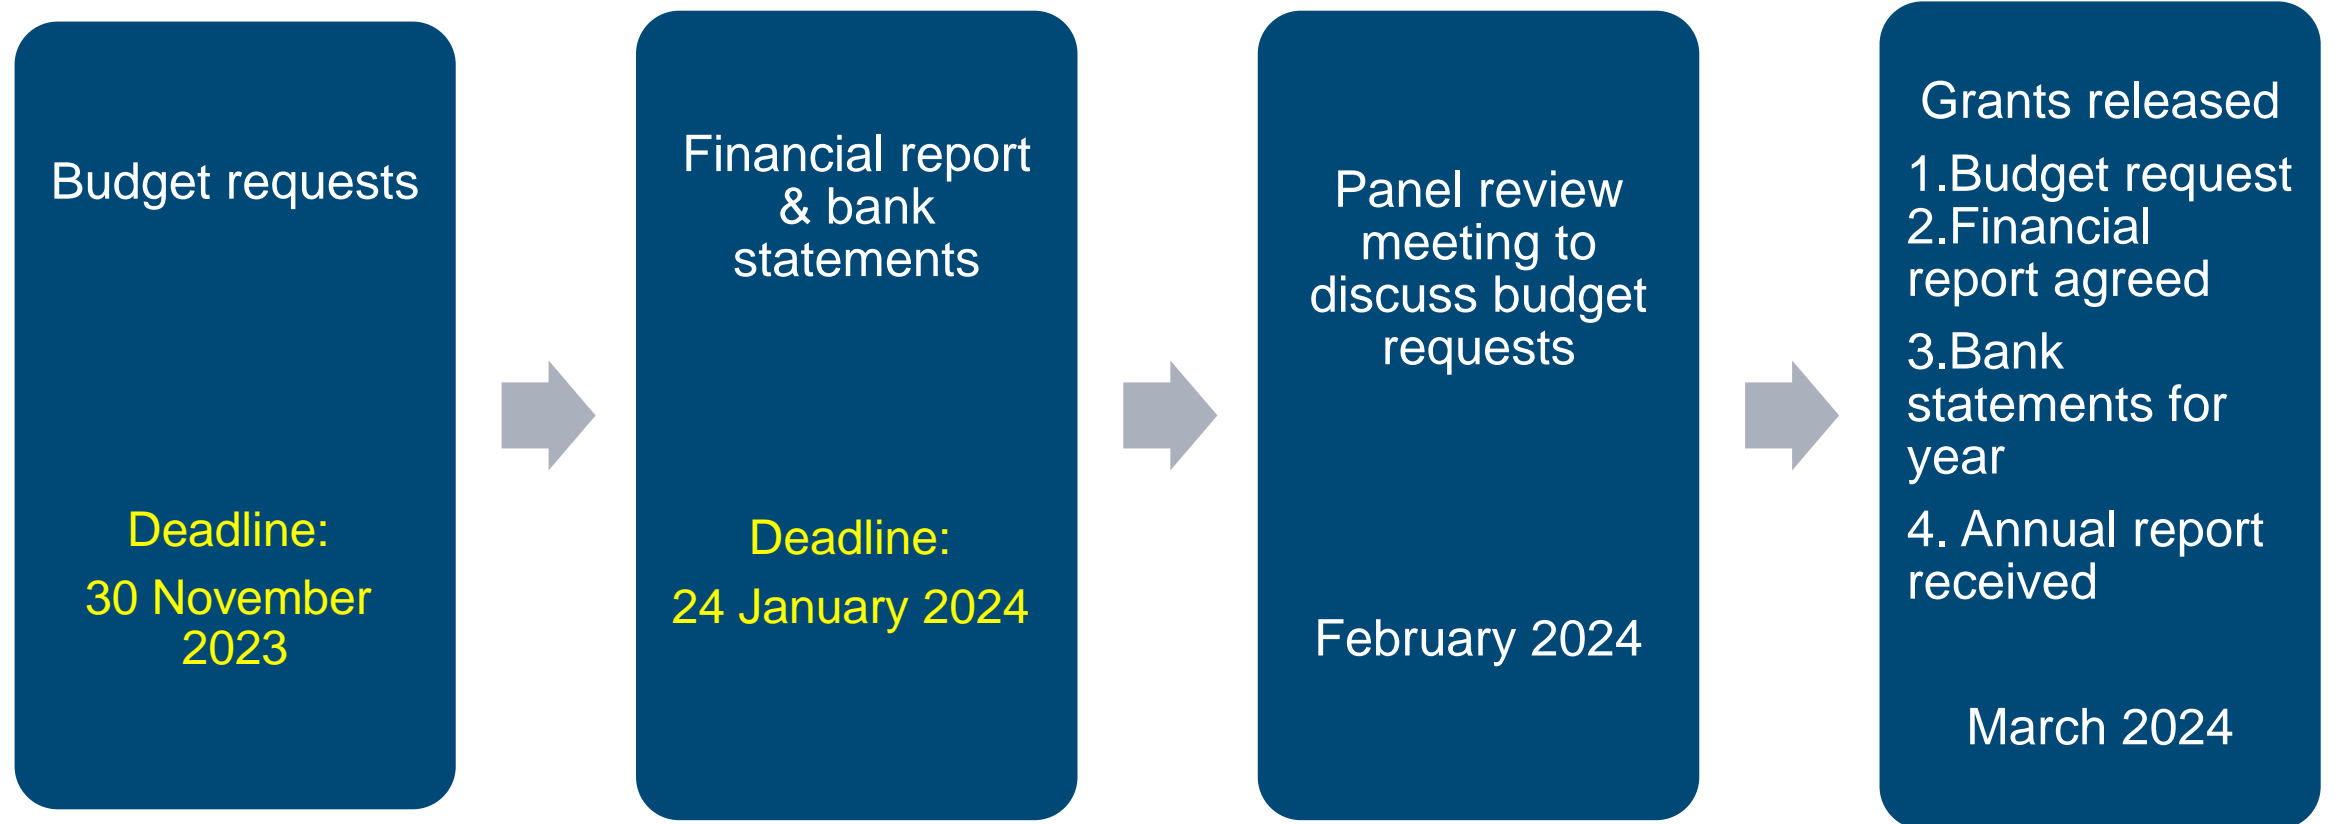 Budget requests
Deadline:
30 November
2023
Financial report
& bank
statements
Deadline:
24 January 2024
Panel review
meeting to
discuss budget
requests
February 2024
Grants released
1.Budget request
2.Financial
report agreed
3.Bank
statements for
year
4. Annual report
received
March 2024